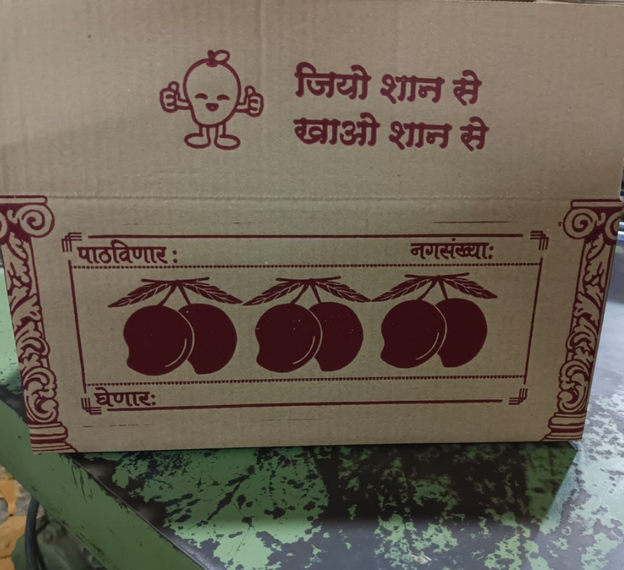 जियो शान से
खाओ शान से
पाठविणार :
नगसंख्या:
घेणार: